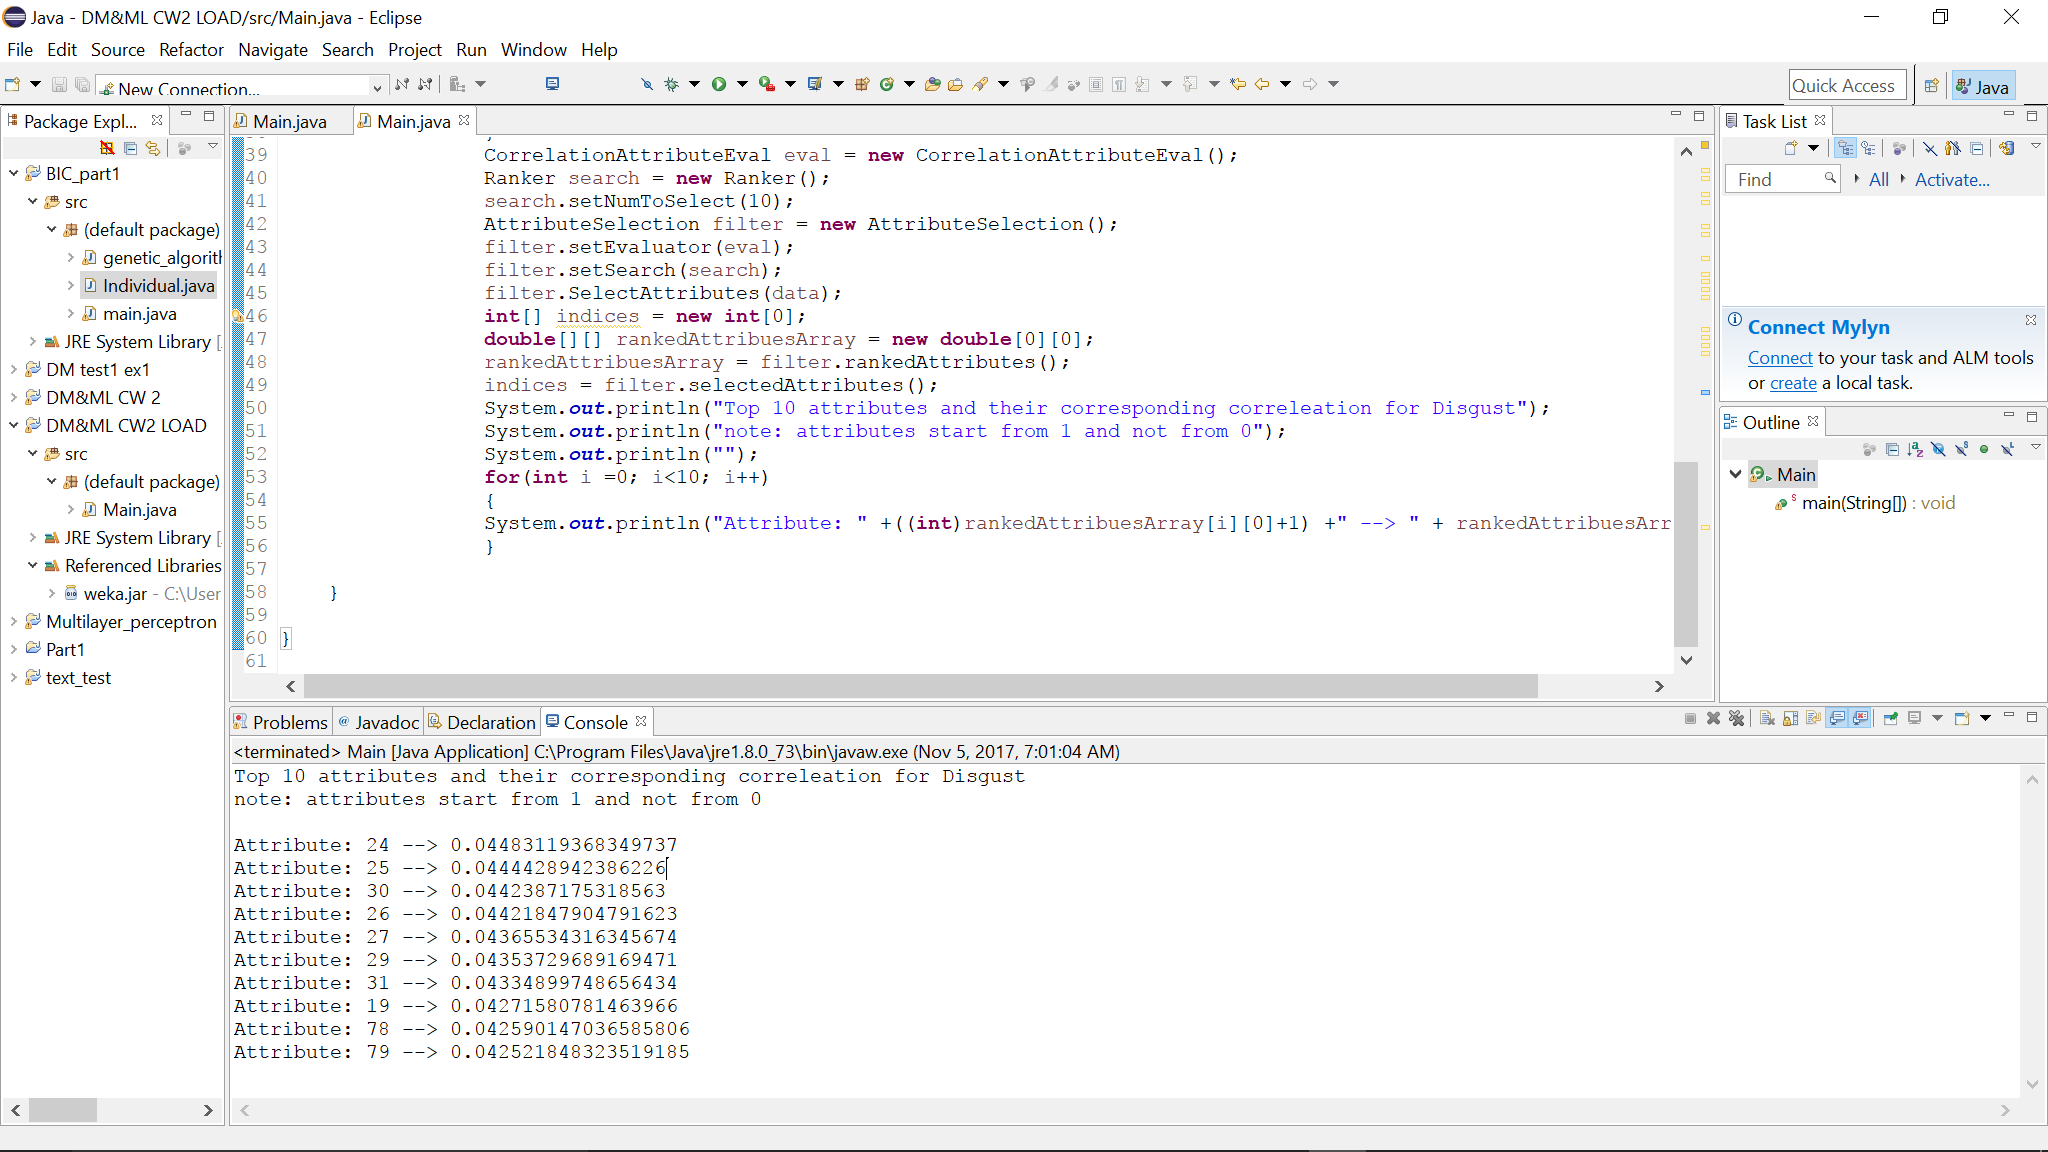 Java - DM&ML CW2 LOAD/src/Main.java - Eclipse
File Edit Source Refactor Navigate Search Project Run Window Help
New Connection...
Quick Access
Java
Package Expl...
BIC_part1
src
(default package)
genetic_algorith
Individual.java
main.java
JRE System Library [
DM test1 ex1
DM&ML CW 2
DM&ML CW2 LOAD
src
(default package)
Main.java
JRE System Library [
Referenced Libraries
weka.jar - C:\User
Multilayer_perceptron
Part1
text_test
Main.java
Main.java
39 CorrelationAttributeEval eval = new CorrelationAttributeEval();
40 Ranker search = new Ranker();
41 search.setNumToSelect(10);
42 AttributeSelection filter = new AttributeSelection();
43 filter.setEvaluator(eval);
44 filter.setSearch(search);
45 filter.SelectAttributes(data);
46 int[] indices = new int[0];
47 double[][] rankedAttribuesArray = new double[0][0];
48 rankedAttribuesArray = filter.rankedAttributes();
49 indices = filter.selectedAttributes();
50 System.out.println("Top 10 attributes and their corresponding correleation for Disgust");
51 System.out.println("note: attributes start from 1 and not from 0");
52 System.out.println("");
53 for(int i =0; i<10; i++)
54 {
55 System.out.println("Attribute: " +((int)rankedAttribuesArray[i][0]+1) +" --> " + rankedAttribuesArr
56 }
57
58 }
59
60 }
61
Task List
Find All Activate...
Connect Mylyn
Connect to your task and ALM tools
or create a local task.
Outline
Main
main(String[]) : void
Problems Javadoc Declaration Console
<terminated> Main [Java Application] C:\Program Files\Java\jre1.8.0_73\bin\javaw.exe (Nov 5, 2017, 7:01:04 AM)
Top 10 attributes and their corresponding correleation for Disgust
note: attributes start from 1 and not from 0
Attribute: 24 --> 0.04483119368349737
Attribute: 25 --> 0.0444428942386226
Attribute: 30 --> 0.0442387175318563
Attribute: 26 --> 0.04421847904791623
Attribute: 27 --> 0.04365534316345674
Attribute: 29 --> 0.04353729689169471
Attribute: 31 --> 0.04334899748656434
Attribute: 19 --> 0.04271580781463966
Attribute: 78 --> 0.042590147036585806
Attribute: 79 --> 0.042521848323519185